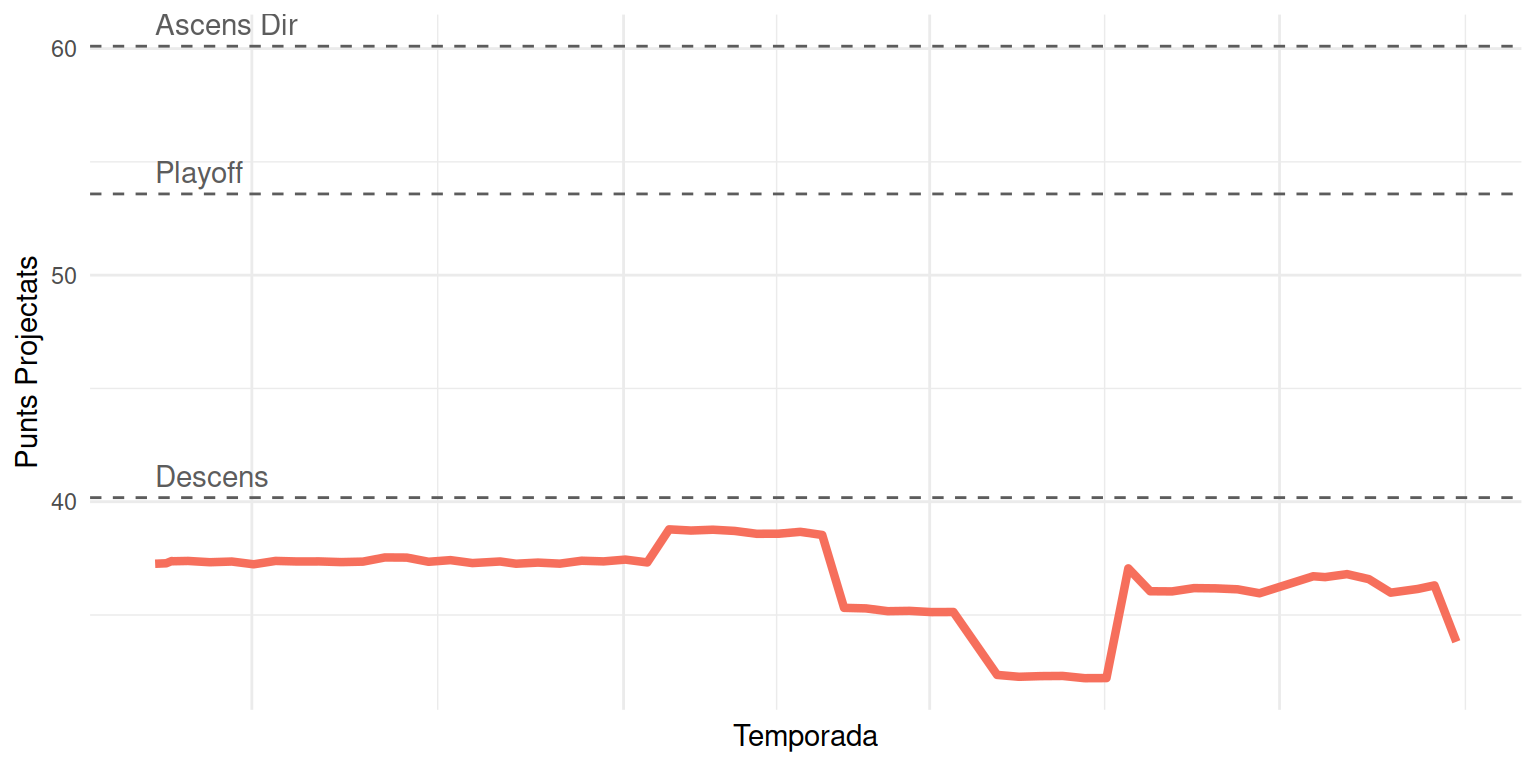 Ascens Dir
60
Playoff
50
Descens
40
Punts Projectats
Temporada